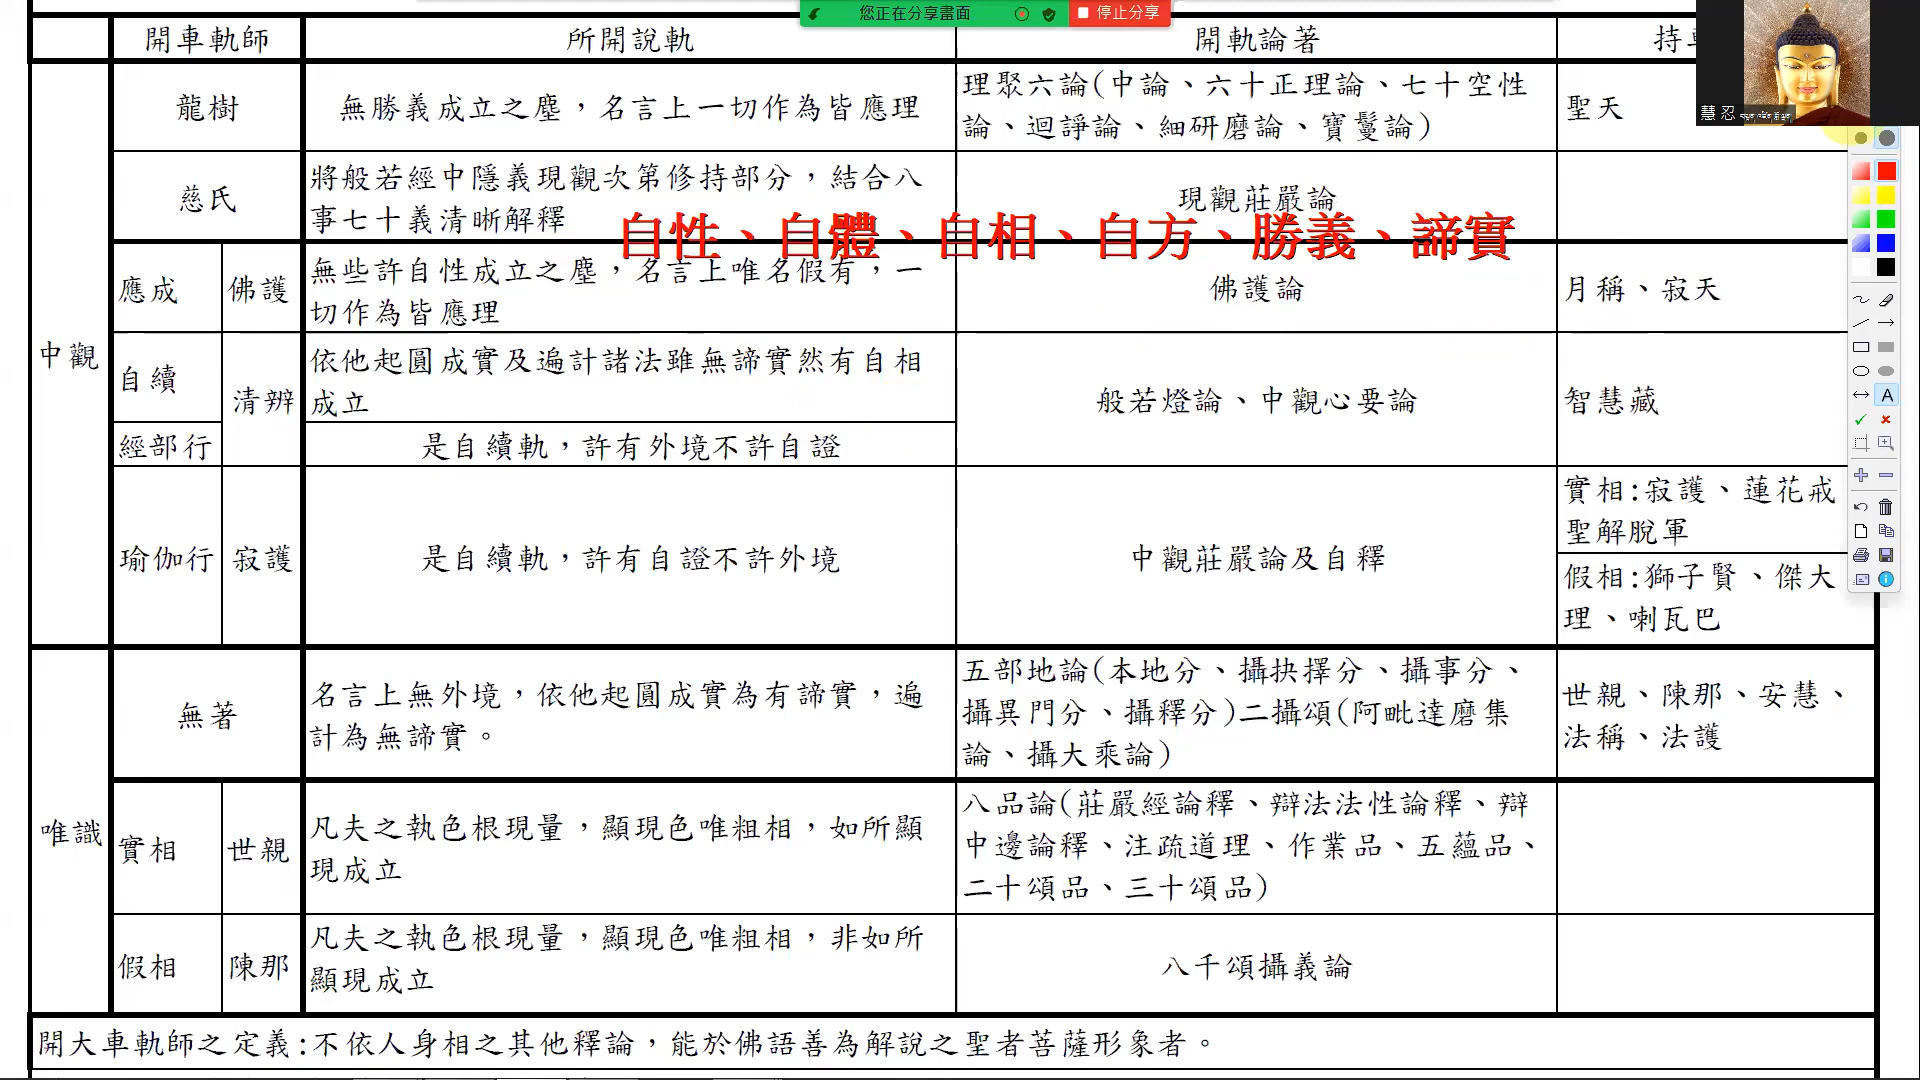 您正在分享畫面
停止分享
開車軌師
所開說軌
開軌論著
持
慧忍
中觀
龍樹
無勝義成立之塵，名言上一切作為皆應理
理聚六論(中論、六十正理論、七十空性
論、迴諍論、細研磨論、寶鬘論)
聖天
慈氏
將般若經中隱義現觀次第修持部分，結合八
事七十義清晰解釋
現觀莊嚴論
自性、自體、自相、自方、勝義、諦實
應成
佛護
無些許自性成立之塵，名言上唯名假有，一
切作為皆應理
佛護論
月稱、寂天
自續
清辨
依他起圓成實及遍計諸法雖無諦實然有自相
成立
般若燈論、中觀心要論
智慧藏
經部行
是自續軌，許有外境不許自證
瑜伽行
寂護
是自續軌，許有自證不許外境
中觀莊嚴論及自釋
實相:寂護、蓮花戒
聖解脫軍
假相:獅子賢、傑大
理、喇瓦巴
唯識
無著
名言上無外境，依他起圓成實為有諦實，遍
計為無諦實。
五部地論(本地分、攝抉擇分、攝事分、
攝異門分、攝釋分)二攝頌(阿毗達磨集
論、攝大乘論)
世親、陳那、安慧、
法稱、法護
實相
世親
凡夫之執色根現量，顯現色唯粗相，如所顯
現成立
八品論(莊嚴經論釋、辯法法性論釋、辯
中邊論釋、注疏道理、作業品、五蘊品、
二十頌品、三十頌品)
假相
陳那
凡夫之執色根現量，顯現色唯粗相，非如所
顯現成立
八千頌攝義論
開大車軌師之定義:不依人身相之其他釋論，能於佛語善為解說之聖者菩薩形象者。